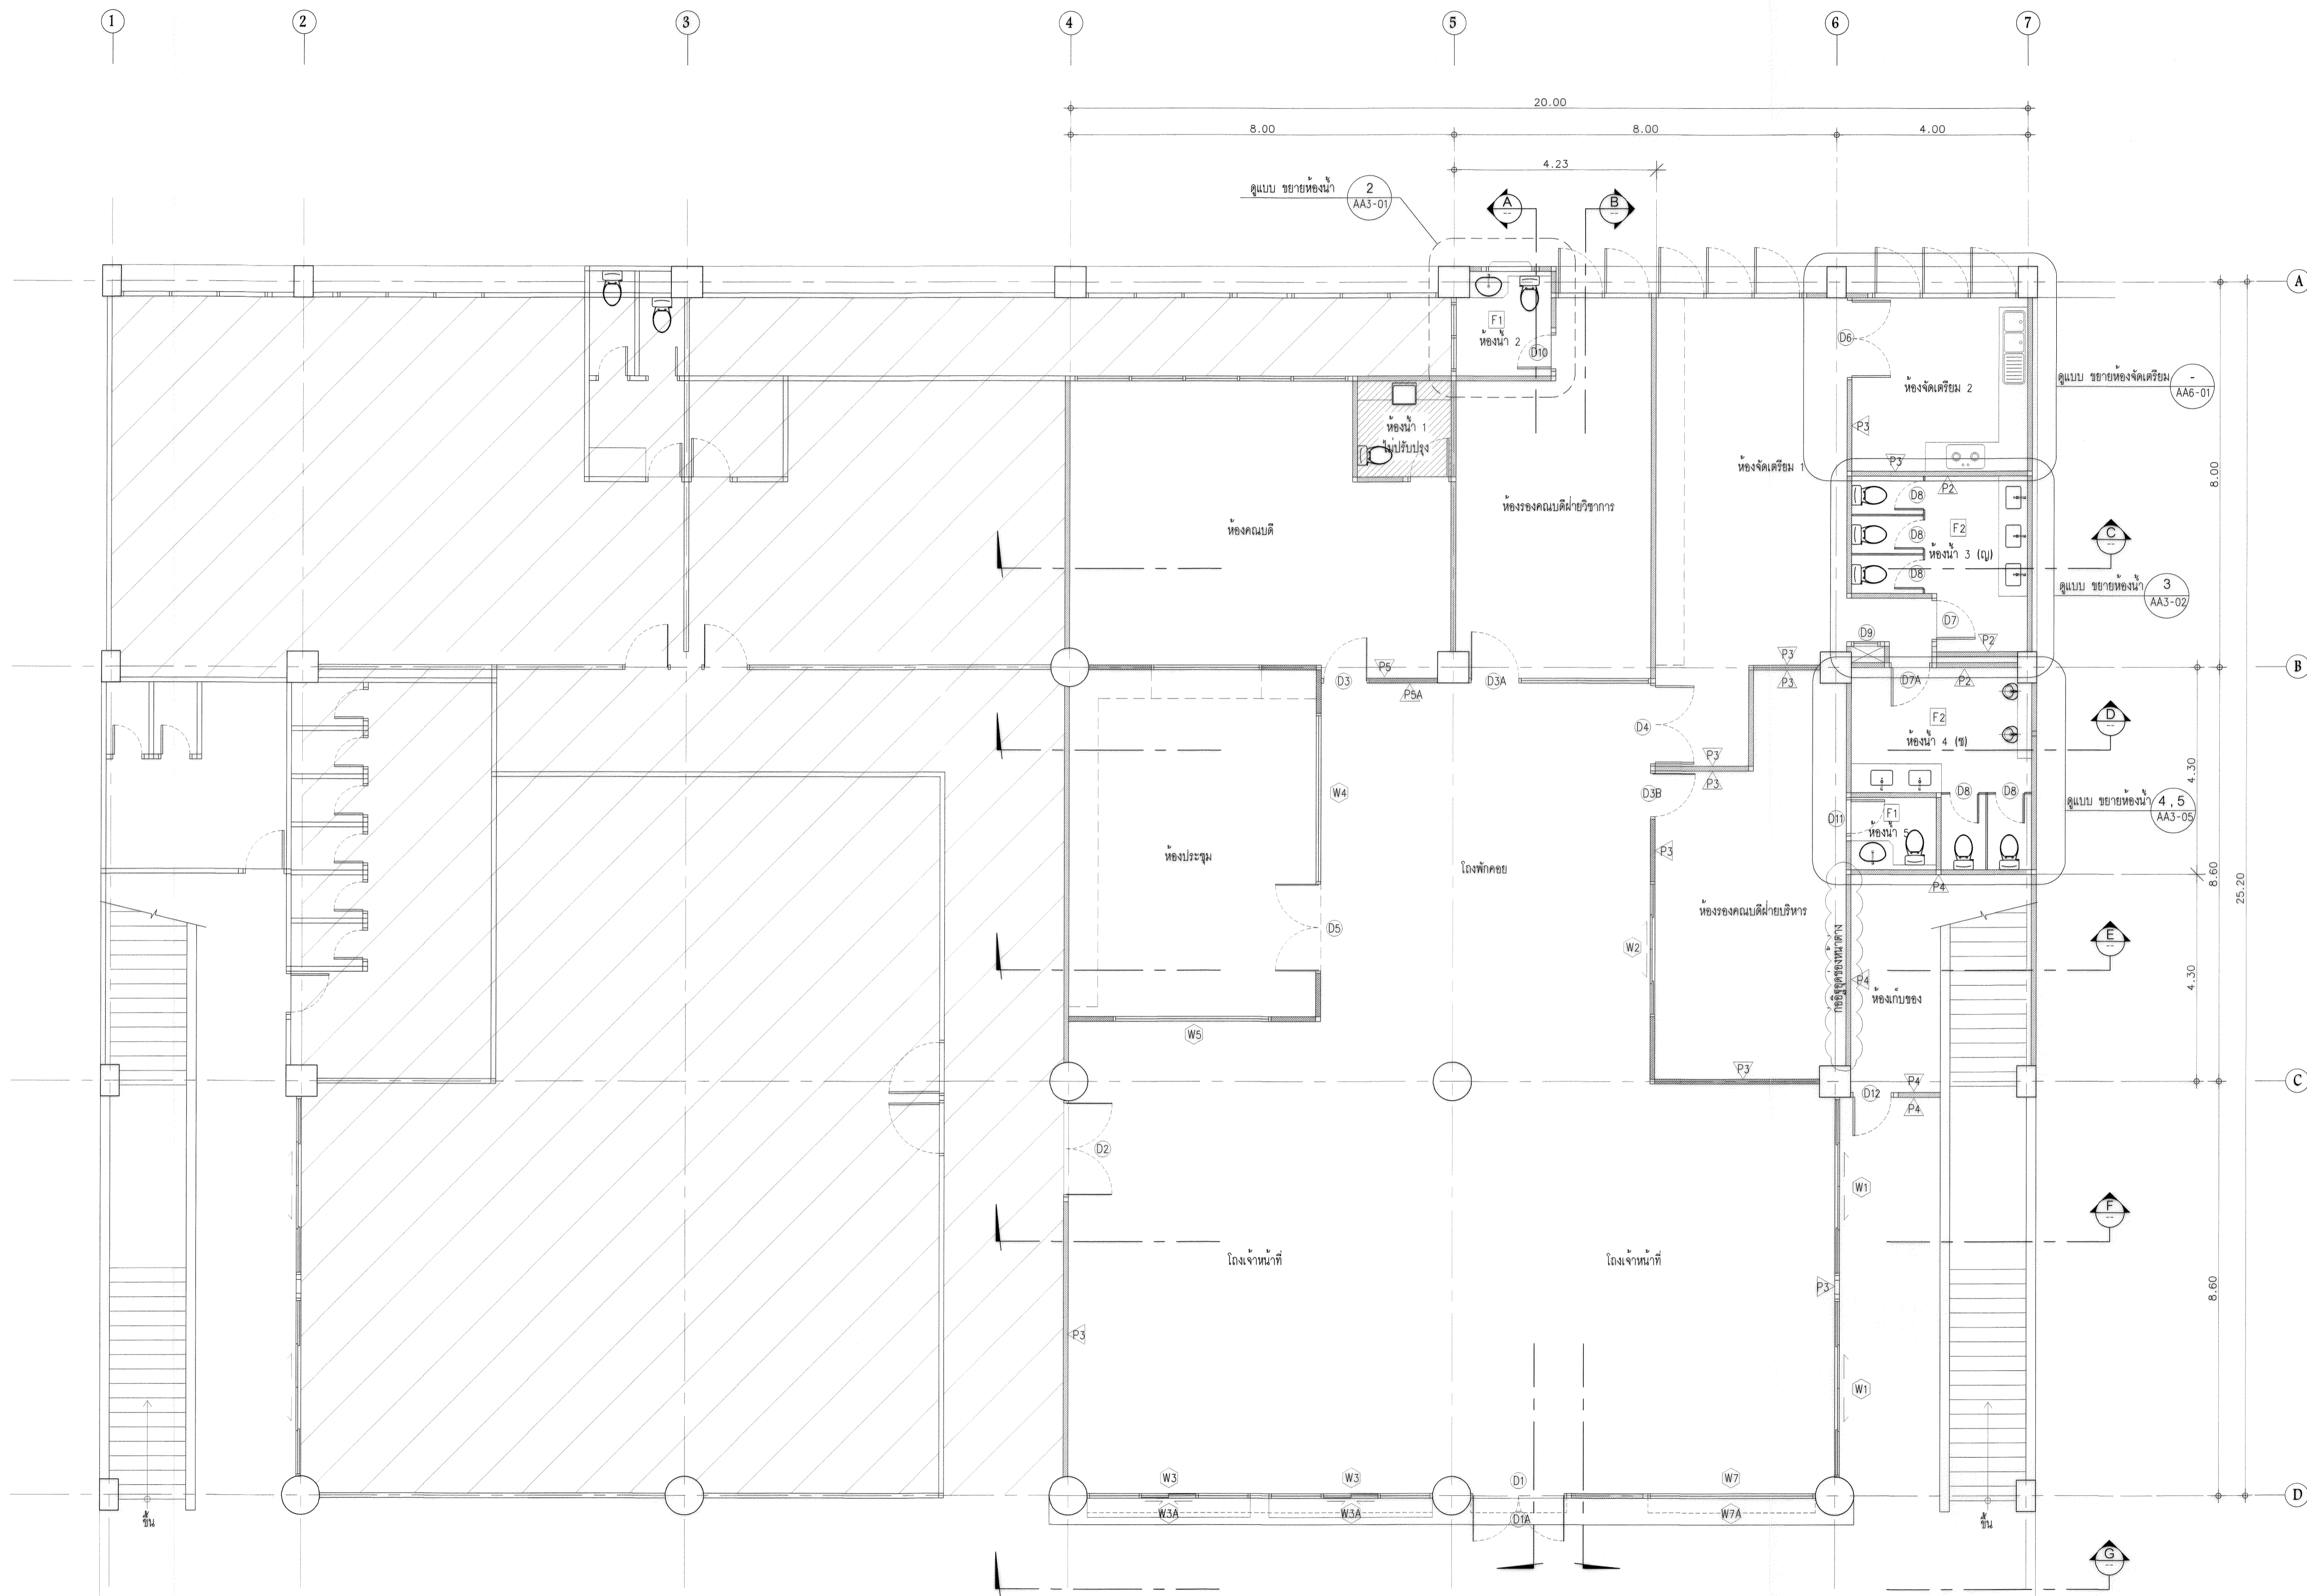 1
2
3
4
5
6
7
20.00
8.00
8.00
4.00
4.23
ดูแบบ ขยายห้องน้ำ
2
AA3-01
A
--
B
--
A
F1
ห้องน้ำ 2
D10
D6
ห้องจัดเตรียม 2
ดูแบบ ขยายห้องจัดเตรียม
-
AA6-01
ห้องน้ำ 1
ไม่ปรับปรุง
P3
ห้องจัดเตรียม 1
P3
P2
8.00
ห้องคณบดี
ห้องรองคณบดีฝ่ายวิชาการ
D8
D8
F2
ห้องน้ำ 3 (ญ)
D8
C
--
ดูแบบ ขยายห้องน้ำ
3
AA3-02
D7
D9
P2
P3
P3
B
D3
P5
P5A
D3A
D7A
P2
F2
ห้องน้ำ 4 (ช)
D
--
D4
P3
P3
4.30
W4
D3B
D8
D8
ดูแบบ ขยายห้องน้ำ
4,5
AA3-05
D11
F1
ห้องน้ำ 5
ห้องประชุม
โถงพักคอย
P3
P4
8.60
25.20
ห้องรองคณบดีฝ่ายบริหาร
D5
W2
E
--
P4
ห้องเก็บของ
4.30
W5
P3
C
D12
P4
P4
D2
W1
F
--
โถงเจ้าหน้าที่
โถงเจ้าหน้าที่
P3
8.60
P3
W1
W3
W3
D1
W7
D
W3A
W3A
D1A
W7A
ขึ้น
ขึ้น
G
--